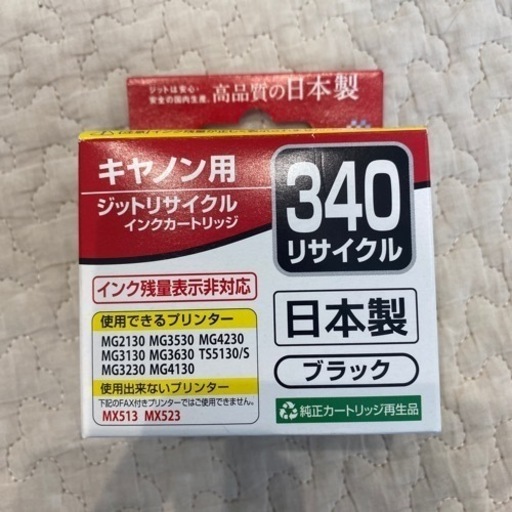 ジットは安心・
安全の国内生産。
高品質の日本製
キヤノン用
ジットリサイクル
インクカートリッジ
340
リサイクル
インク残量表示非対応
日本製
使用できるプリンター
MG2130 MG3530 MG4230
MG3130 MG3630 TS5130/S
MG3230 MG4130
ブラック
使用出来ないプリンター
下記のFAX付きプリンターではご使用できません。
MX513 MX523
純正カートリッジ再生品